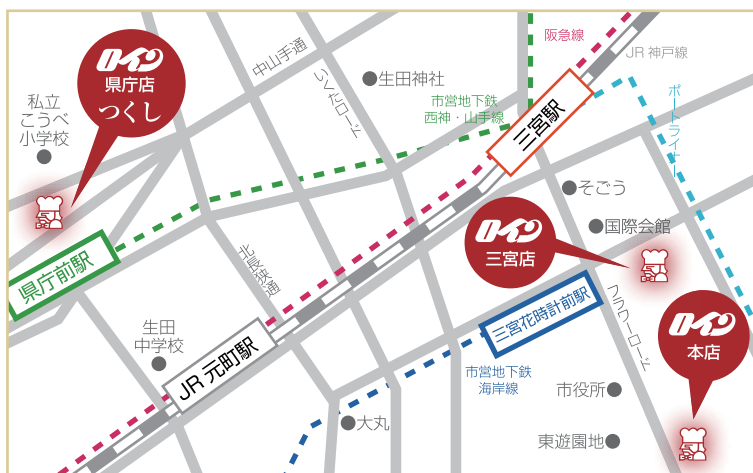 ロイン
県庁店
つくし
私立
こうべ
小学校
中山手通
いくたロード
生田神社
阪急線
JR 神戸線
市営地下鉄
西神・山手線
三宮駅
ポートライナー
そごう
国際会館
ロイン
三宮店
県庁前駅
北長狭通
三宮花時計前駅
フラワーロード
ロイン
本店
生田
中学校
JR 元町駅
市営地下鉄
海岸線
市役所
大丸
東遊園地